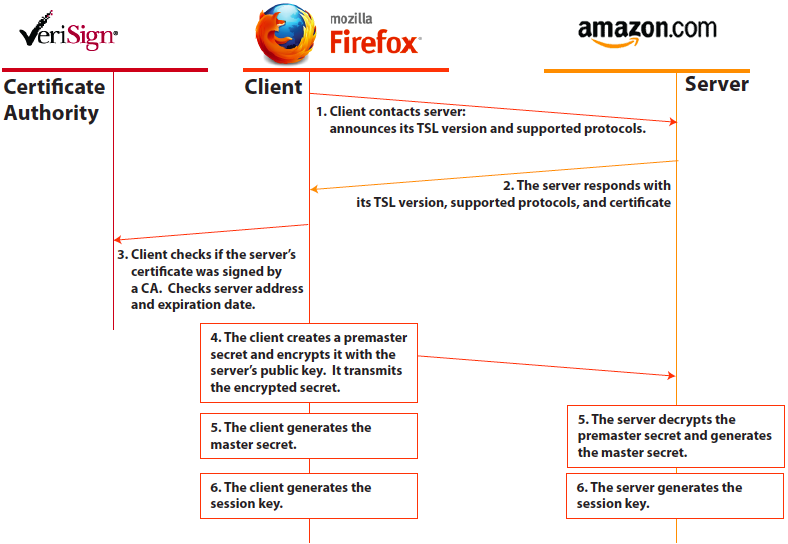 VeriSign®
mozilla
Firefox®
amazon.com
Certificate
Authority
Client
Server
1. Client contacts server:
announces its TSL version and supported protocols.
2. The server responds with
its TSL version, supported protocols, and certificate
3. Client checks if the server's
certificate was signed by
a CA. Checks server address
and expiration date.
4. The client creates a premaster
secret and encrypts it with the
server's public key. It transmits
the encrypted secret.
5. The client generates the
master secret.
5. The server decrypts the
premaster secret and generates
the master secret.
6. The client generates the
session key.
6. The server generates the
session key.